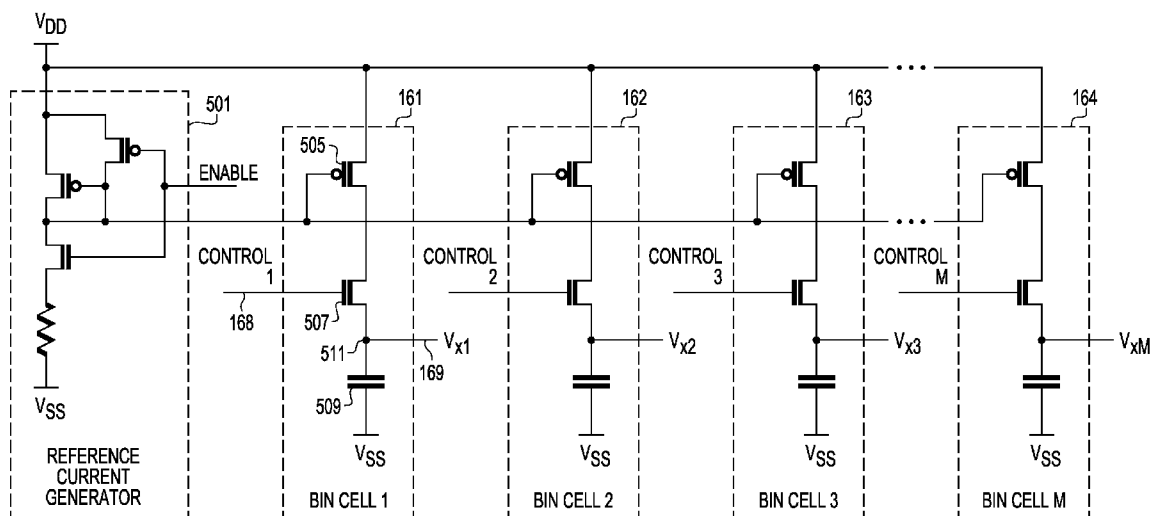 VDD
501
161
162
163
164
505
ENABLE
CONTROL
1
CONTROL
2
CONTROL
3
CONTROL
M
168
507
511
169
Vx1
Vx2
Vx3
VxM
509
VSS
VSS
VSS
VSS
VSS
REFERENCE
CURRENT
GENERATOR
BIN CELL 1
BIN CELL 2
BIN CELL 3
BIN CELL M